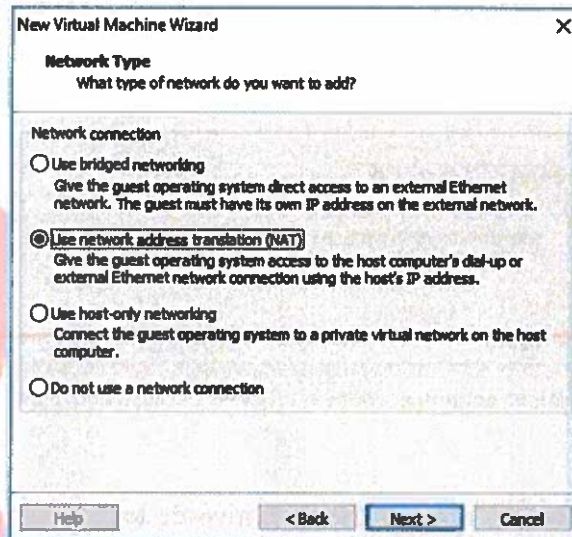 New Virtual Machine Wizard
Network Type
What type of network do you want to add?
Network connection
Use bridged networking
Give the guest operating system direct access to an external Ethernet
network. The guest must have its own IP address on the external network.
Use network address translation (NAT)
Give the guest operating system access to the host computer's dial-up or
external Ethernet network connection using the host's IP address.
Use host-only networking
Connect the guest operating system to a private virtual network on the host
computer.
Do not use a network connection
Help
< Back
Next >
Cancel